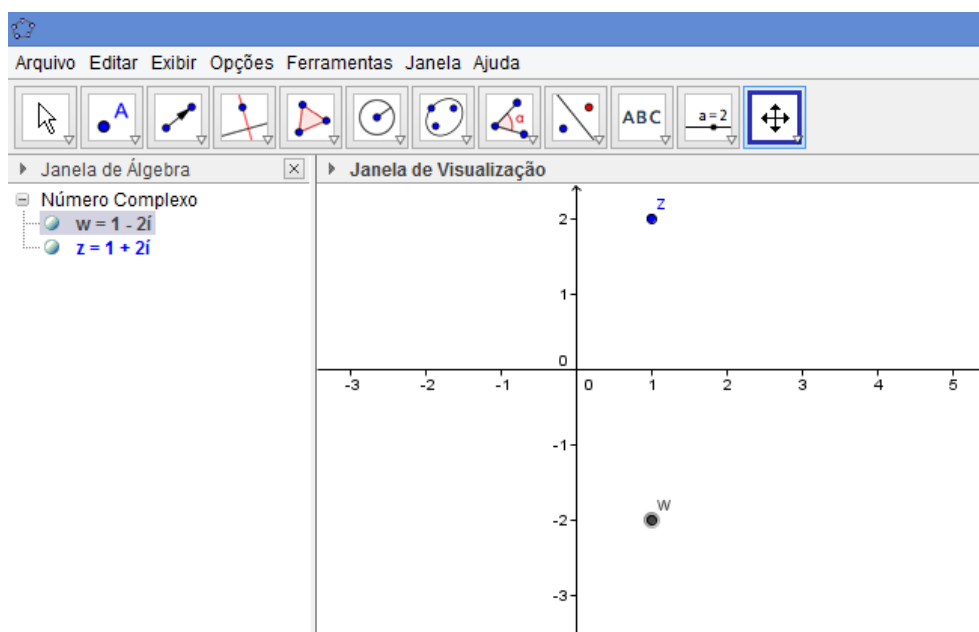 Arquivo Editar Exibir Opções Ferramentas Janela Ajuda
A α ABC a=2
Janela de Álgebra
Janela de Visualização
Número Complexo
w = 1 - 2í
z = 1 + 2í
z
2
1
0
-3 -2 -1 0 1 2 3 4 5
-1
w
-2
-3